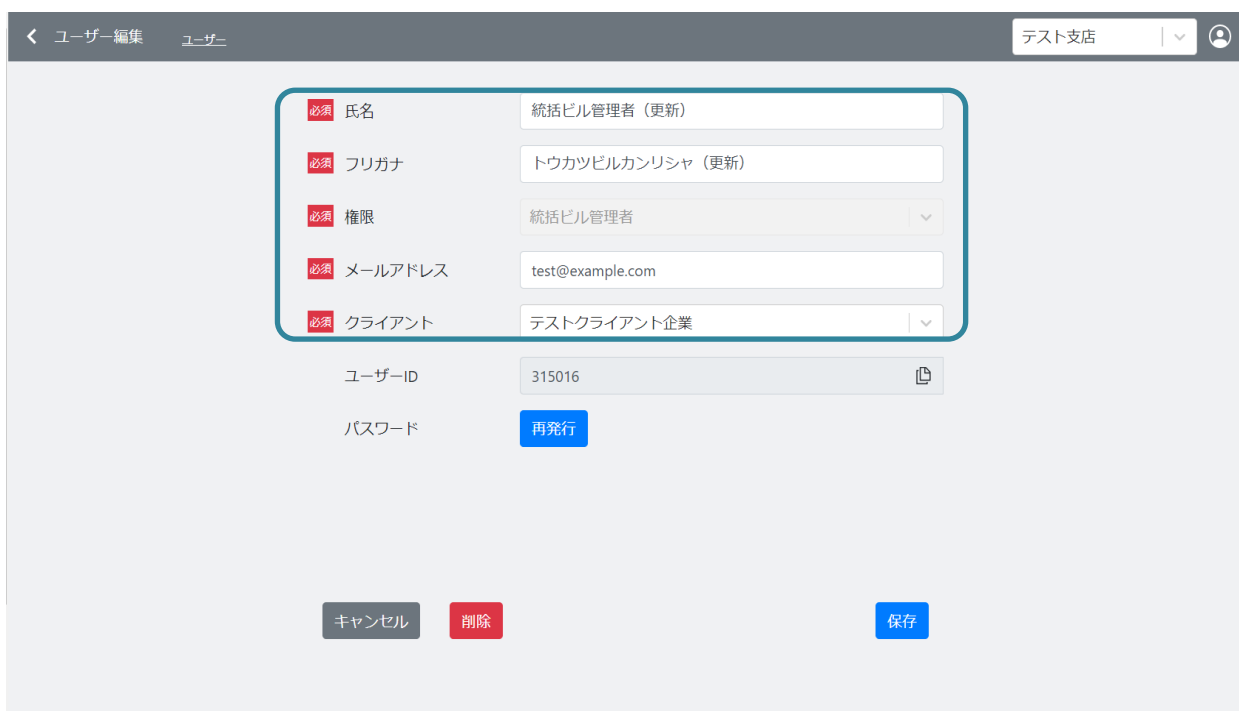 ユーザー編集 ユーザー テスト支店
必須 氏名 統括ビル管理者（更新）
必須 フリガナ トウカツビルカンリシャ（更新）
必須 権限 統括ビル管理者
必須 メールアドレス test@example.com
必須 クライアント テストクライアント企業
ユーザーID 315016
パスワード 再発行
キャンセル 削除 保存